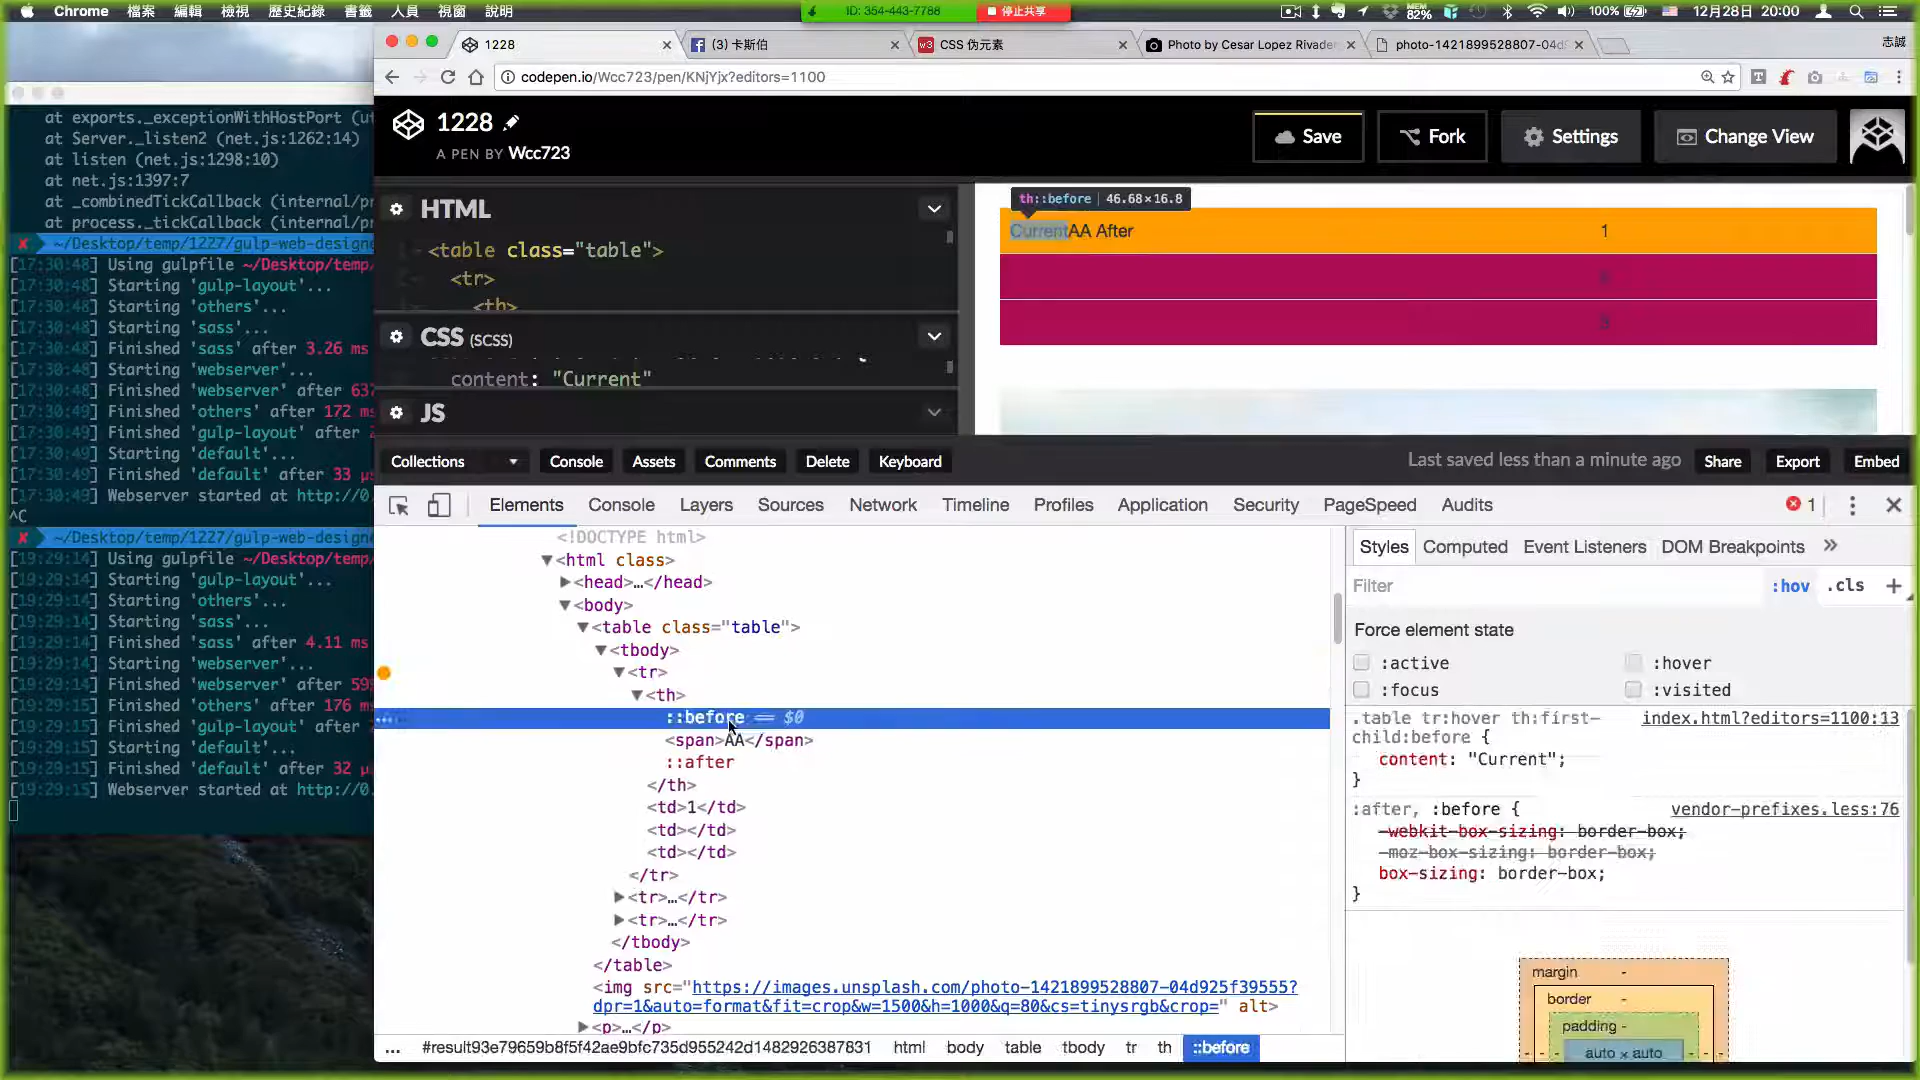 Chrome 檔案 編輯 檢視 歷史紀錄 書籤 人員 視窗 說明
ID: 354-443-7786 停止共享
MEM 82% 100% 12月28日 20:00
1228
(3) 卡斯伯
CSS 伪元素
Photo by Cesar Lopez Rivader
photo-1421899528807-04d
志誠
codepen.io/Wcc723/pen/KNjYjx?editors=1100
1228
A PEN BY Wcc723
Save
Fork
Settings
Change View
at exports._exceptionWithHostPort (ut
at Server._listen2 (net.js:1262:14)
at listen (net.js:1298:10)
at net.js:1397:7
at _combinedTickCallback (internal/pr
at process._tickCallback (internal/pr
✘ ~/Desktop/temp/1227/gulp-web-designe
[17:30:48] Using gulpfile ~/Desktop/temp/
[17:30:48] Starting 'gulp-layout'...
[17:30:48] Starting 'others'...
[17:30:48] Starting 'sass'...
[17:30:48] Finished 'sass' after 3.26 ms
[17:30:48] Starting 'webserver'...
[17:30:48] Finished 'webserver' after 637
[17:30:49] Finished 'others' after 172 ms
[17:30:49] Finished 'gulp-layout' after 2
[17:30:49] Starting 'default'...
[17:30:49] Finished 'default' after 33 μs
[17:30:49] Webserver started at http://0.
^C
✘ ~/Desktop/temp/1227/gulp-web-designe
[19:29:14] Using gulpfile ~/Desktop/temp/
[19:29:14] Starting 'gulp-layout'...
[19:29:14] Starting 'others'...
[19:29:14] Starting 'sass'...
[19:29:14] Finished 'sass' after 4.11 ms
[19:29:14] Starting 'webserver'...
[19:29:14] Finished 'webserver' after 595
[19:29:15] Finished 'others' after 176 ms
[19:29:15] Finished 'gulp-layout' after
[19:29:15] Starting 'default'...
[19:29:15] Finished 'default' after 32 μs
[19:29:15] Webserver started at http://0.
HTML
<table class="table">
<tr>
<th>
CSS (SCSS)
content: "Current"
JS
th::before | 46.68×16.8
CurrentAA After 1
3
Collections
Console
Assets
Comments
Delete
Keyboard
Last saved less than a minute ago
Share
Export
Embed
Elements Console Layers Sources Network Timeline Profiles Application Security PageSpeed Audits
1
<!DOCTYPE html>
<html class>
<head>…</head>
<body>
<table class="table">
<tbody>
<tr>
<th>
::before == $0
<span>AA</span>
::after
</th>
<td>1</td>
<td></td>
<td></td>
</tr>
<tr>…</tr>
<tr>…</tr>
</tbody>
</table>
<img src="https://images.unsplash.com/photo-1421899528807-04d925f39555?
dpr=1&auto=format&fit=crop&w=1500&h=1000&q=80&cs=tinysrgb&crop=" alt>
<p>…</p>
... #result93e79659b8f5f42ae9bfc735d955242d1482926387831 html body table tbody tr th ::before
Styles Computed Event Listeners DOM Breakpoints »
Filter :hov .cls +
Force element state
:active :hover
:focus :visited
.table tr:hover th:first- index.html?editors=1100:13
child:before {
content: "Current";
}
:after, :before { vendor-prefixes.less:76
-webkit-box-sizing: border-box;
-moz-box-sizing: border-box;
box-sizing: border-box;
}
margin -
border -
padding -
auto × auto